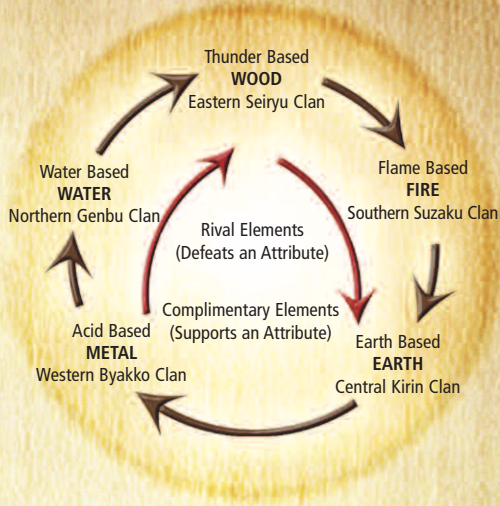 Thunder Based
WOOD
Eastern Seiryu Clan
Flame Based
FIRE
Southern Suzaku Clan
Water Based
WATER
Northern Genbu Clan
Rival Elements
(Defeats an Attribute)
Complimentary Elements
(Supports an Attribute)
Earth Based
EARTH
Central Kirin Clan
Acid Based
METAL
Western Byakko Clan